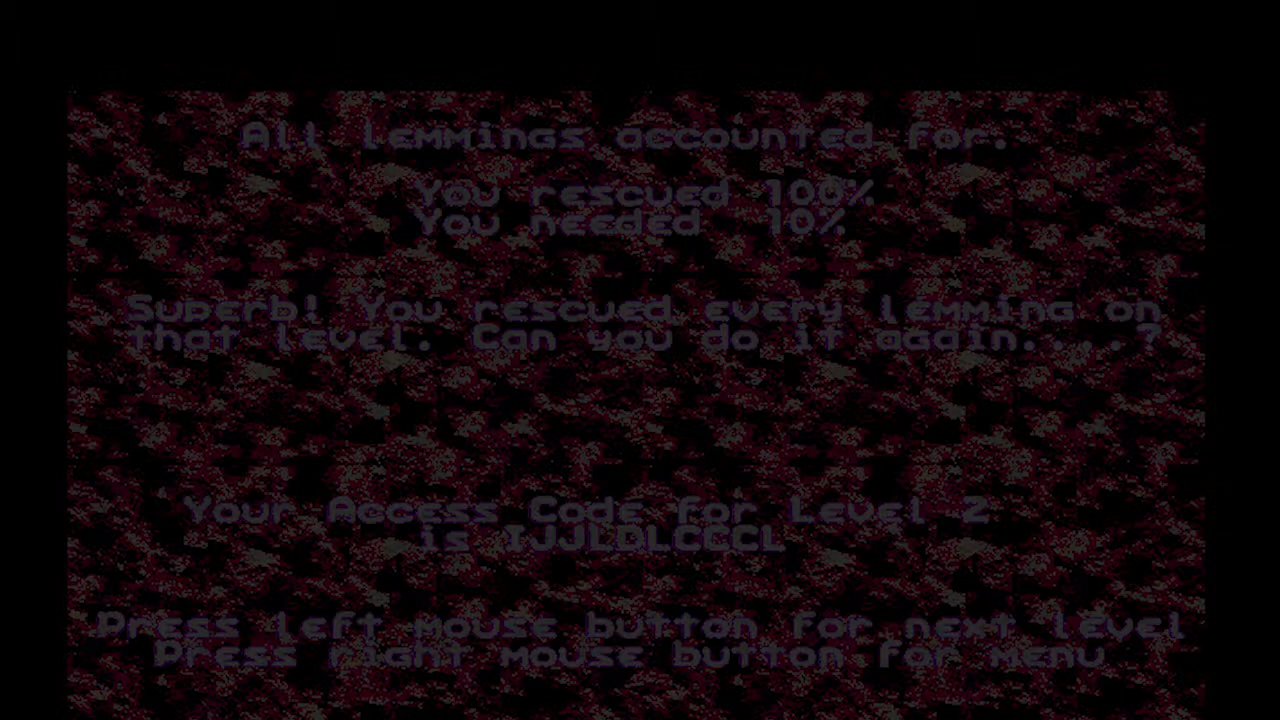 All lemmings accounted for.
You rescued 100%
You needed 10%
Superb! You rescued every lemming on
that level. Can you do it again....?
Your Access Code for Level 2
is IJJLDLCCCL
Press left mouse button for next level
Press right mouse button for menu